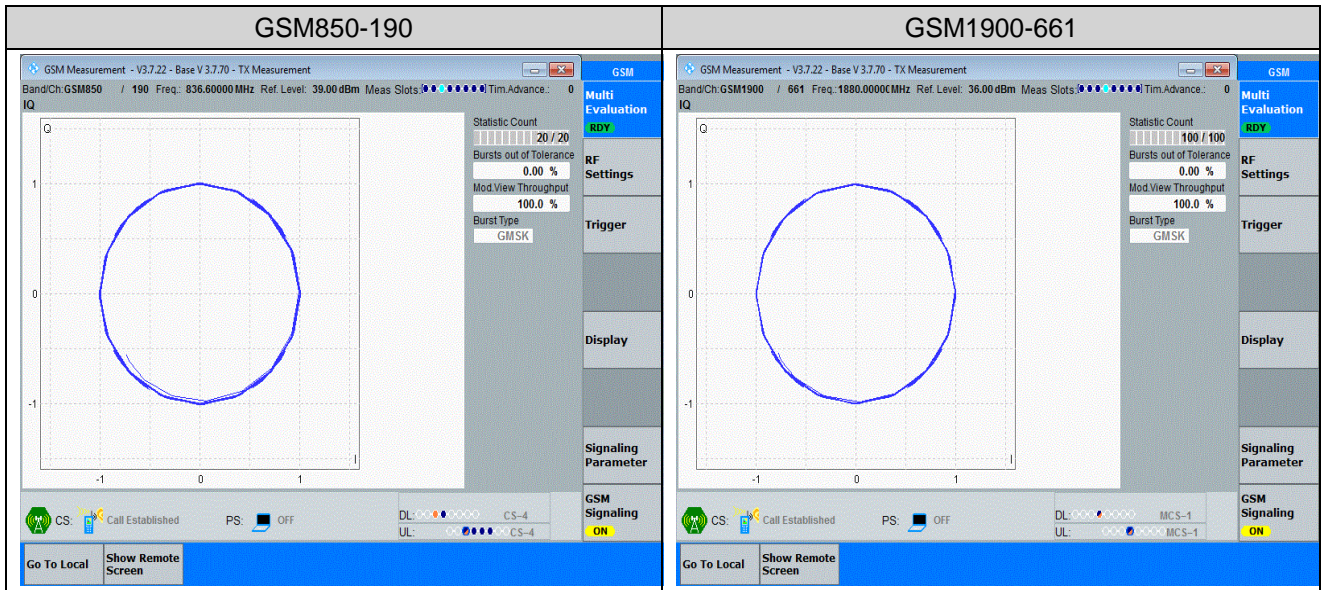 GSM850-190
GSM1900-661
GSM Measurement - V3.7.22 - Base V 3.7.70 - TX Measurement
GSM
Band/Ch:GSM850 / 190 Freq.: 836.60000 MHz Ref. Level: 39.00 dBm Meas Slots: Tim.Advance.: 0
IQ
Multi
Evaluation
RDY
Q
Statistic Count
20 / 20
Bursts out of Tolerance
0.00 %
Mod.View Throughput
100.0 %
Burst Type
GMSK
RF
Settings
Trigger
1
0
-1
Display
I
-1 0 1
Signaling
Parameter
CS: Call Established PS: OFF
DL: CS-4
UL: CS-4
GSM
Signaling
ON
Go To Local
Show Remote
Screen
GSM Measurement - V3.7.22 - Base V 3.7.70 - TX Measurement
GSM
Band/Ch:GSM1900 / 661 Freq.:1880.0000( MHz Ref. Level: 36.00 dBm Meas Slots: Tim.Advance.: 0
IQ
Multi
Evaluation
RDY
Q
Statistic Count
100 / 100
Bursts out of Tolerance
0.00 %
Mod.View Throughput
100.0 %
Burst Type
GMSK
RF
Settings
Trigger
1
0
-1
Display
I
-1 0 1
Signaling
Parameter
CS: Call Established PS: OFF
DL: MCS-1
UL: MCS-1
GSM
Signaling
ON
Go To Local
Show Remote
Screen